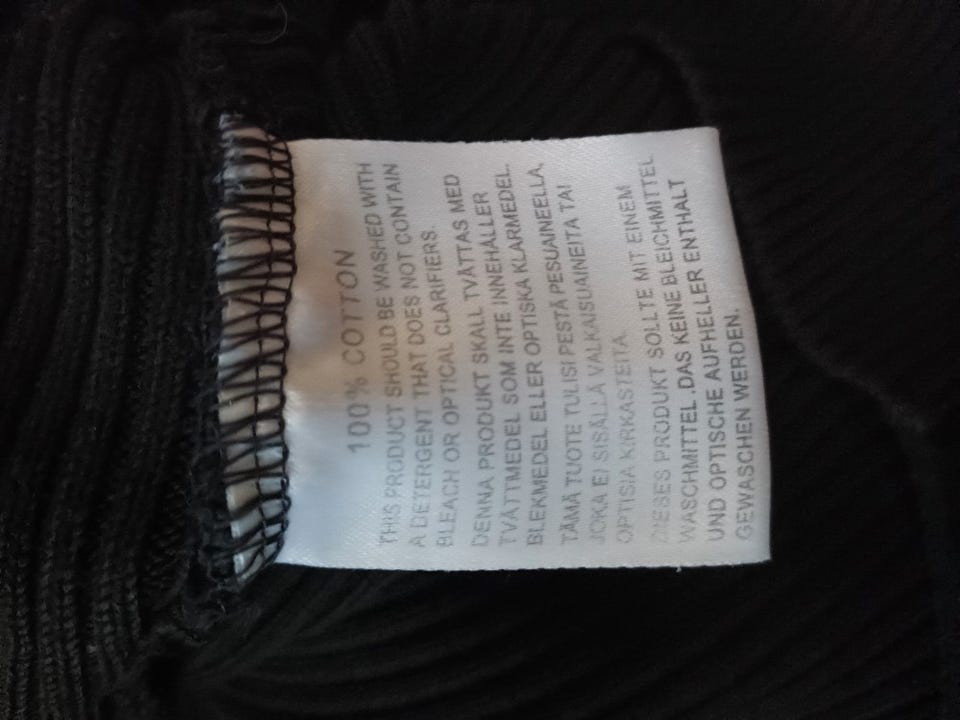 100% COTTON
THIS PRODUCT SHOULD BE WASHED WITH
A DETERGENT THAT DOES NOT CONTAIN
BLEACH OR OPTICAL CLARIFIERS.
DENNA PRODUKT SKALL TVÄTTAS MED
TVÄTTMEDEL SOM INTE INNEHÅLLER
BLEKMEDEL ELLER OPTISKA KLARMEDEL.
TÄMÄ TUOTE TULISI PESTÄ PESUAINEELLA,
JOKA EI SISÄLLÄ VALKAISUAINEITA TAI
OPTISIA KIRKASTEITA.
DIESES PRODUKT SOLLTE MIT EINEM
WASCHMITTEL .DAS KEINE BLEICHMITTEL
UND OPTISCHE AUFHELLER ENTHALT
GEWASCHEN WERDEN.